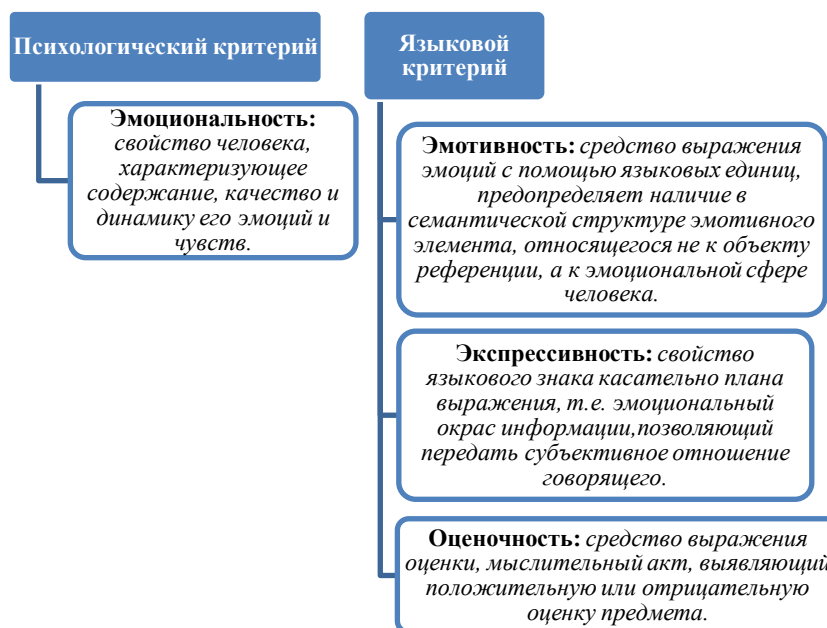 Психологический критерий
Эмоциональность:
свойство человека,
характеризующее
содержание, качество и
динамику его эмоций и
чувств.
Языковой
критерий
Эмотивность: средство выражения
эмоций с помощью языковых единиц,
предопределяет наличие в
семантической структуре эмотивного
элемента, относящегося не к объекту
референции, а к эмоциональной сфере
человека.
Экспрессивность: свойство
языкового знака касательно плана
выражения, т.е. эмоциональный
окрас информации,позволяющий
передать субъективное отношение
говорящего.
Оценочность: средство выражения
оценки, мыслительный акт, выявляющий
положительную или отрицательную
оценку предмета.